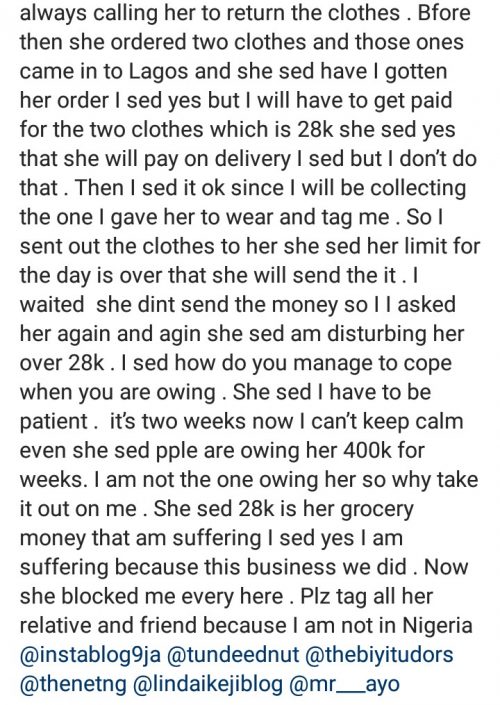 always calling her to return the clothes . Bfore
then she ordered two clothes and those ones
came in to Lagos and she sed have I gotten
her order I sed yes but I will have to get paid
for the two clothes which is 28k she sed yes
that she will pay on delivery I sed but I don’t do
that . Then I sed it ok since I will be collecting
the one I gave her to wear and tag me . So I
sent out the clothes to her she sed her limit for
the day is over that she will send the it . I
waited  she dint send the money so I I asked
her again and agin she sed am disturbing her
over 28k . I sed how do you manage to cope
when you are owing . She sed I have to be
patient .  it’s two weeks now I can’t keep calm
even she sed pple are owing her 400k for
weeks. I am not the one owing her so why take
it out on me . She sed 28k is her grocery
money that am suffering I sed yes I am
suffering because this business we did . Now
she blocked me every here . Plz tag all her
relative and friend because I am not in Nigeria
@instablog9ja @tundeednut @thebiyitudors
@thenetng @lindaikejiblog @mr___ayo